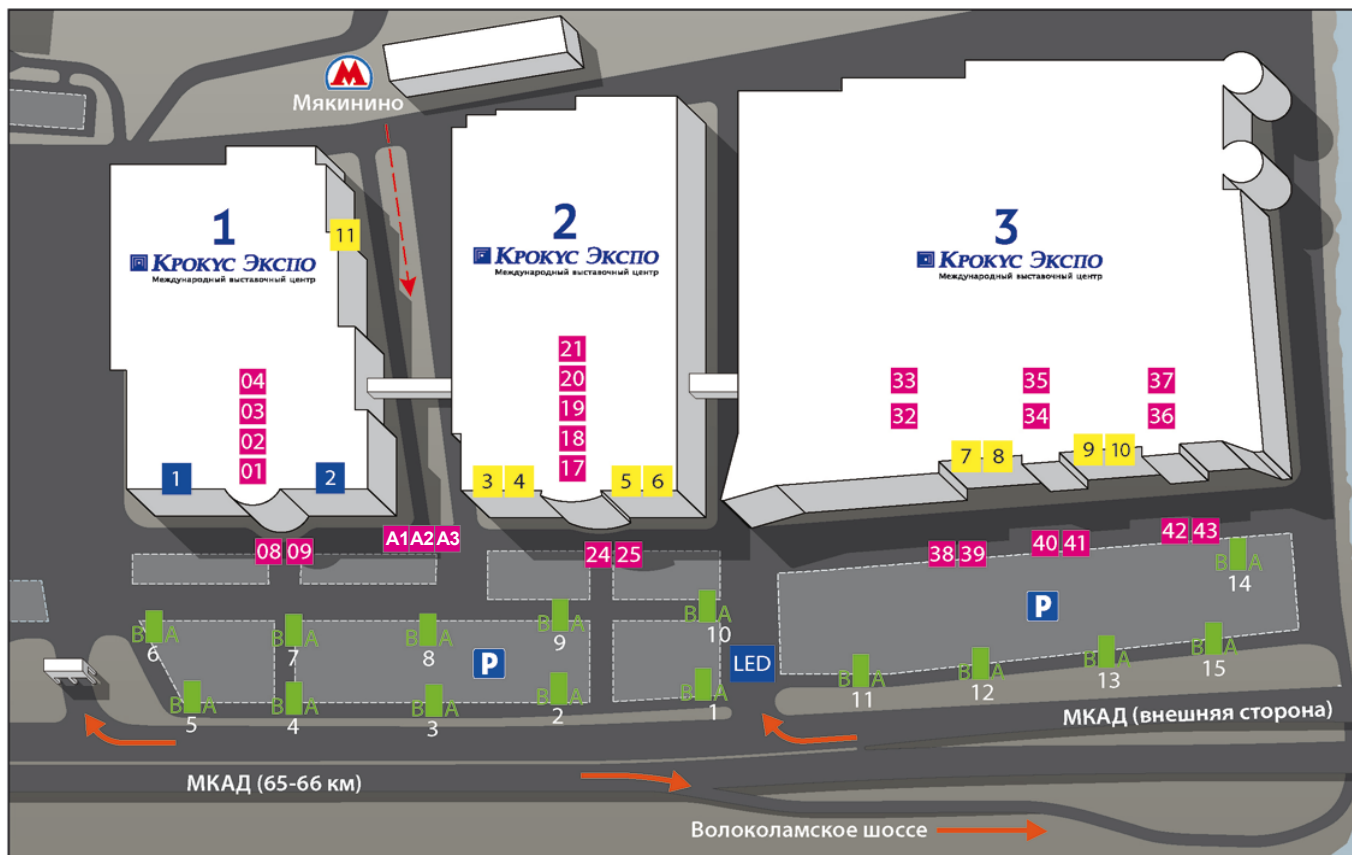 М
Мякинино
1
КРОКУС ЭКСПО
Международный выставочный центр
11
04
03
02
01
1
2
2
КРОКУС ЭКСПО
Международный выставочный центр
21
20
19
18
17
3 4
5 6
3
КРОКУС ЭКСПО
Международный выставочный центр
33 35 37
32 34 36
7 8
9 10
08 09
A1 A2 A3
24 25
38 39
40 41
42 43
B A
14
B A
6
B A
7
B A
8
B A
9
B A
10
P
P
LED
B A
5
B A
4
B A
3
B A
2
B A
1
B A
11
B A
12
B A
13
B A
15
МКАД (внешняя сторона)
МКАД (65-66 км)
Волоколамское шоссе